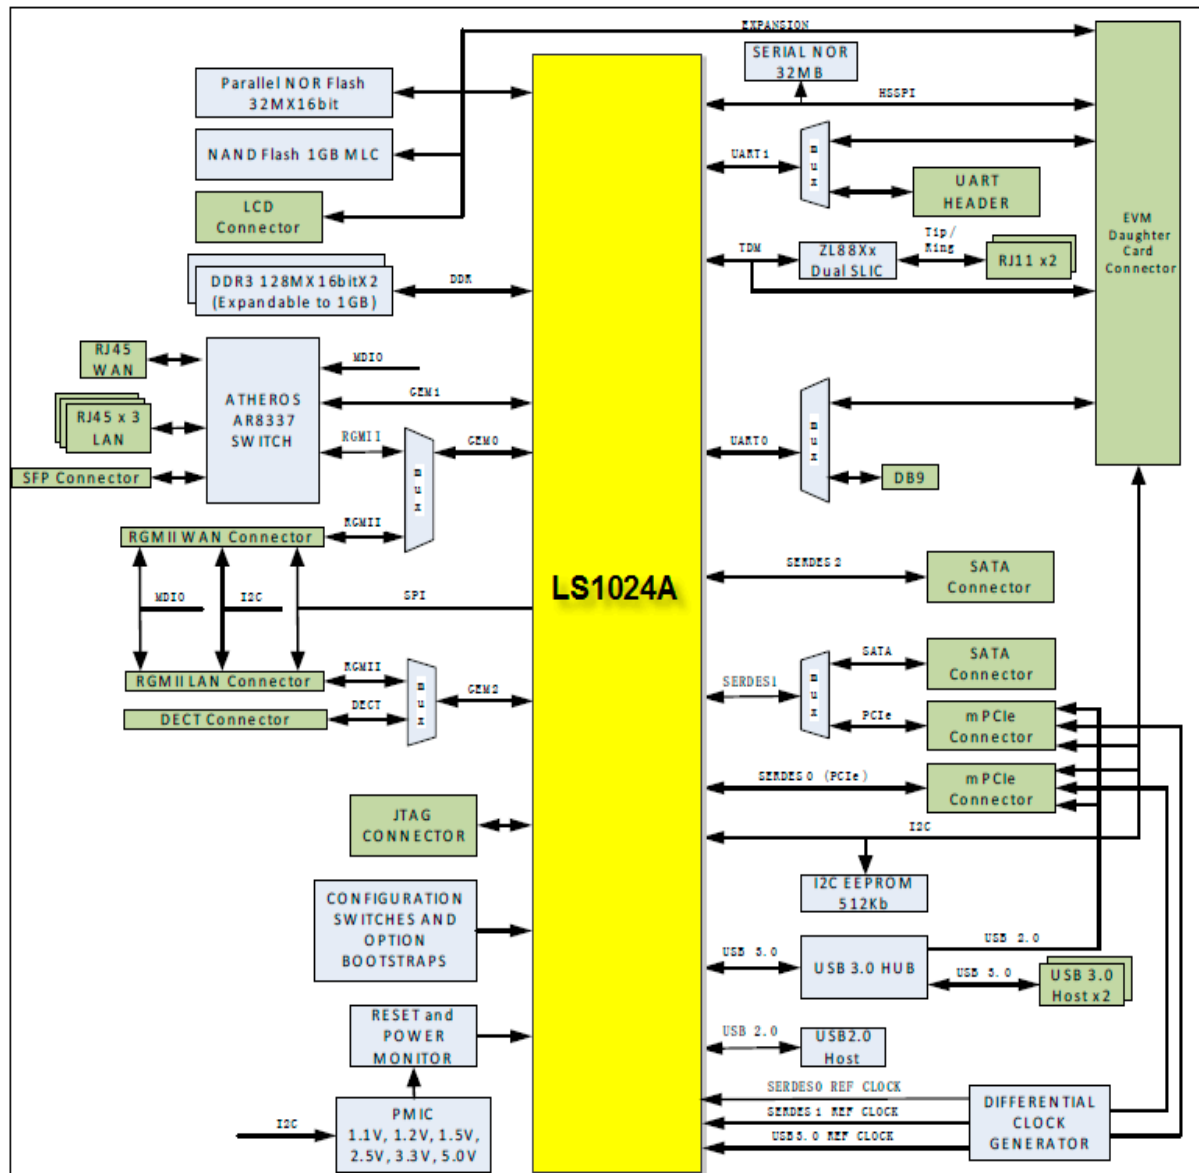 EXPANSION
SERIAL NOR
32MB
Parallel NOR Flash
32MX16bit
HSSPI
NAND Flash 1GB MLC
UART1
mux
UART
HEADER
LCD
Connector
EVM
Daughter
Card
Connector
TDM
ZL88Xx
Dual SLIC
Tip/
Ring
RJ11 x2
DDR3 128MX16bitX2
(Expandable to 1GB)
DDR
RJ45
WAN
MDIO
ATHEROS
AR8337
SWITCH
GEM1
RJ45 x 3
LAN
RGMII
mux
GEM0
UART0
mux
DB9
SFP Connector
RGMII WAN Connector
RGMII
LS1024A
SERDES2
SATA
Connector
MDIO
I2C
SPI
RGMII LAN Connector
RGMII
mux
GEM2
DECT Connector
DECT
SERDES1
mux
SATA
SATA
Connector
PCIe
mPCIe
Connector
SERDES0 (PCIe)
mPCIe
Connector
JTAG
CONNECTOR
I2C
I2C EEPROM
512Kb
CONFIGURATION
SWITCHES AND
OPTION
BOOTSTRAPS
USB 3.0
USB 3.0 HUB
USB 2.0
USB 3.0
USB 3.0
Host x2
RESET and
POWER
MONITOR
USB 2.0
USB2.0
Host
SERDES0 REF CLOCK
SERDES1 REF CLOCK
USB3.0 REF CLOCK
DIFFERENTIAL
CLOCK
GENERATOR
I2C
PMIC
1.1V, 1.2V, 1.5V,
2.5V, 3.3V, 5.0V